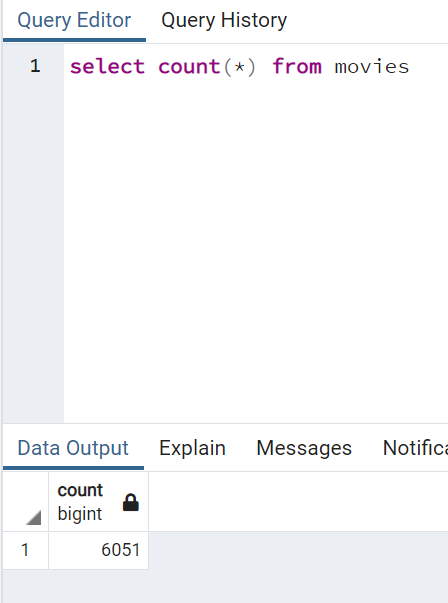 Query Editor Query History
1 select count(*) from movies
Data Output Explain Messages Notifica
count
bigint
1 6051